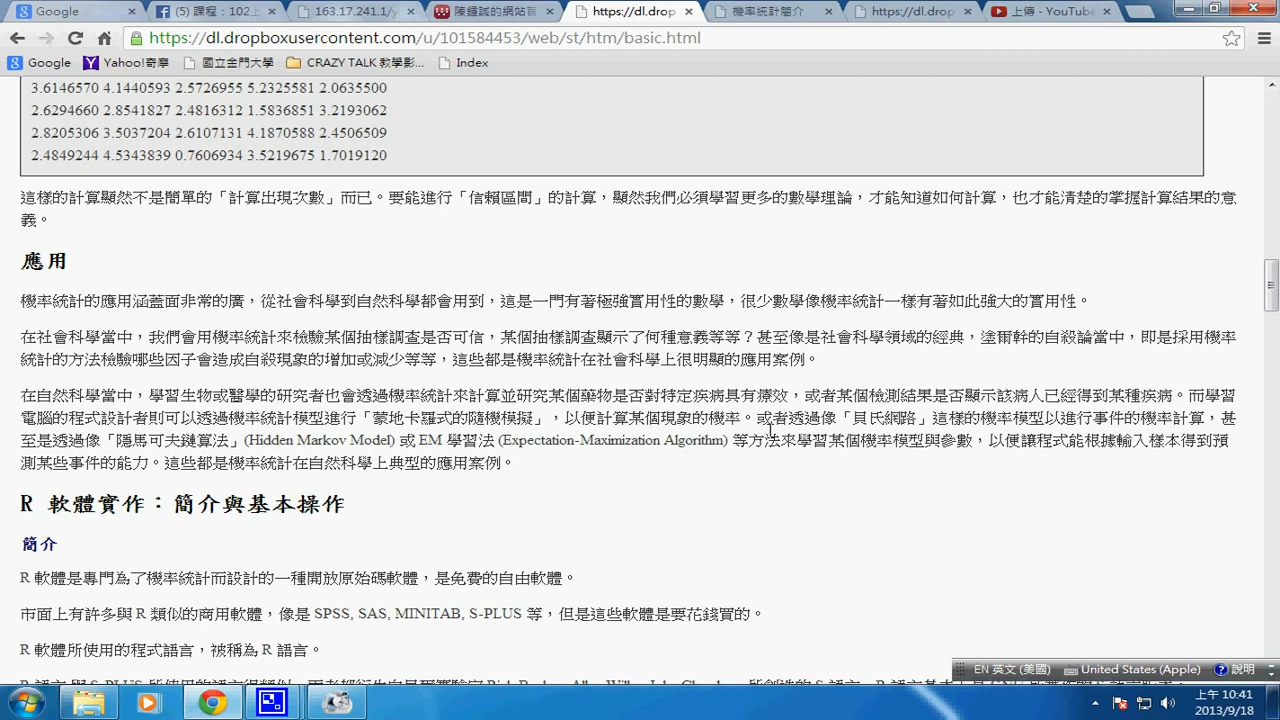 Google
(5) 課程：102上
163.17.241.1/y
陳鍾誠的網站首
https://dl.drop
機率統計簡介
https://dl.drop
上傳 - YouTube
https://dl.dropboxusercontent.com/u/101584453/web/st/htm/basic.html
Google
Yahoo!奇摩
國立金門大學
CRAZY TALK 教學影...
Index
3.6146570 4.1440593 2.5726955 5.2325581 2.0635500
2.6294660 2.8541827 2.4816312 1.5836851 3.2193062
2.8205306 3.5037204 2.6107131 4.1870588 2.4506509
2.4849244 4.5343839 0.7606934 3.5219675 1.7019120
這樣的計算顯然不是簡單的「計算出現次數」而已。要能進行「信賴區間」的計算，顯然我們必須學習更多的數學理論，才能知道如何計算，也才能清楚的掌握計算結果的意
義。
應用
機率統計的應用涵蓋面非常的廣，從社會科學到自然科學都會用到，這是一門有著極強實用性的數學，很少數學像機率統計一樣有著如此強大的實用性。
在社會科學當中，我們會用機率統計來檢驗某個抽樣調查是否可信，某個抽樣調查顯示了何種意義等等？甚至像是社會科學領域的經典，塗爾幹的自殺論當中，即是採用機率
統計的方法檢驗哪些因子會造成自殺現象的增加或減少等等，這些都是機率統計在社會科學上很明顯的應用案例。
在自然科學當中，學習生物或醫學的研究者也會透過機率統計來計算並研究某個藥物是否對特定疾病具有療效，或者某個檢測結果是否顯示該病人已經得到某種疾病。而學習
電腦的程式設計者則可以透過機率統計模型進行「蒙地卡羅式的隨機模擬」，以便計算某個現象的機率。或者透過像「貝氏網路」這樣的機率模型以進行事件的機率計算，甚
至是透過像「隱馬可夫鏈算法」(Hidden Markov Model) 或 EM 學習法 (Expectation-Maximization Algorithm) 等方法來學習某個機率模型與參數，以便讓程式能根據輸入樣本得到預
測某些事件的能力。這些都是機率統計在自然科學上典型的應用案例。
R 軟體實作：簡介與基本操作
簡介
R 軟體是專門為了機率統計而設計的一種開放原始碼軟體，是免費的自由軟體。
市面上有許多與 R 類似的商用軟體，像是 SPSS, SAS, MINITAB, S-PLUS 等，但是這些軟體是要花錢買的。
R 軟體所使用的程式語言，被稱為 R 語言。
EN 英文 (美國)
United States (Apple)
說明
上午 10:41
2013/9/18